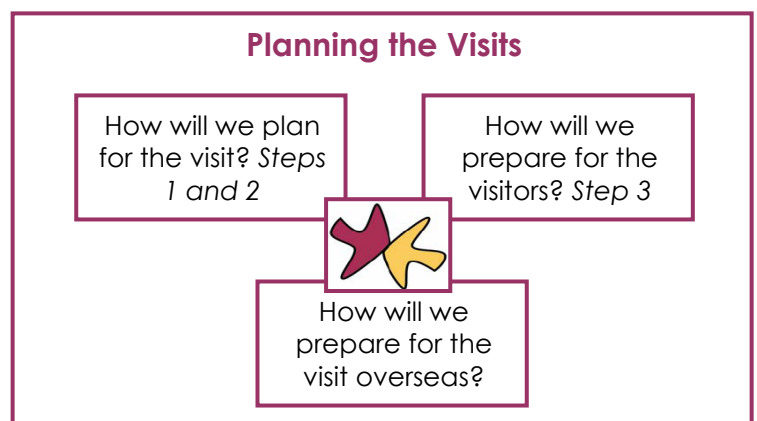 Planning the Visits
How will we plan
for the visit? Steps
1 and 2
How will we
prepare for the
visitors? Step 3
How will we
prepare for the
visit overseas?